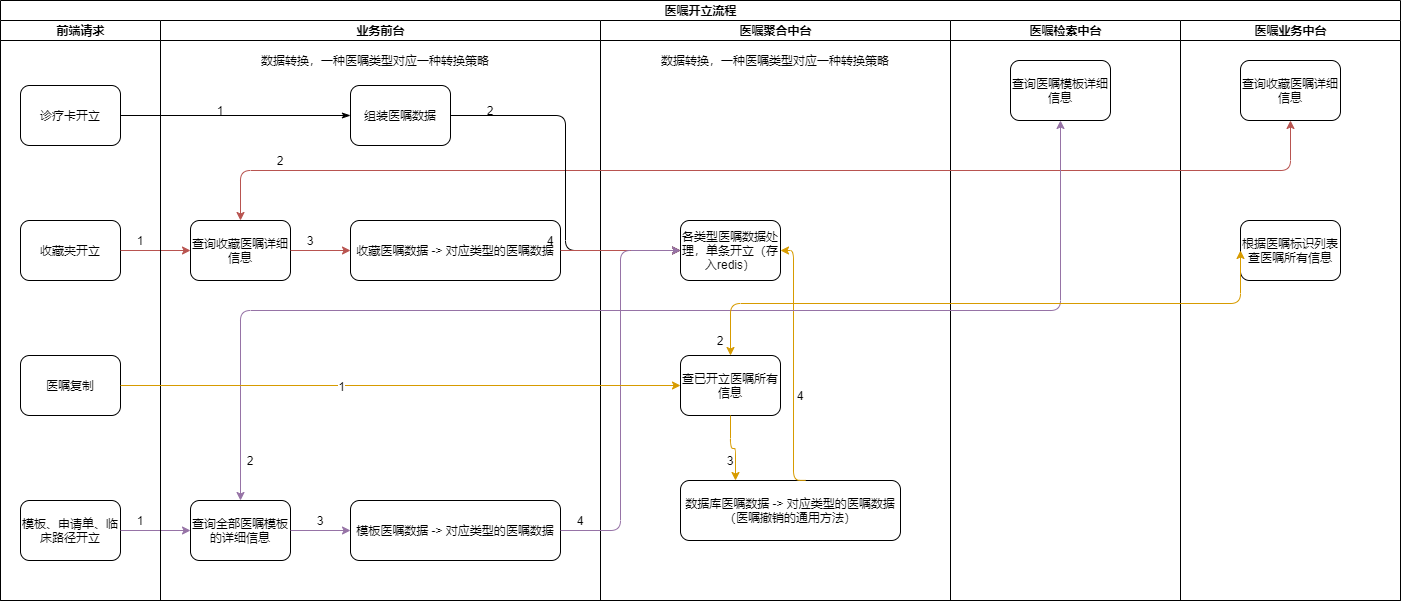 医嘱开立流程
前端请求
业务前台
医嘱聚合中台
医嘱检索中台
医嘱业务中台
数据转换，一种医嘱类型对应一种转换策略
数据转换，一种医嘱类型对应一种转换策略
查询医嘱模板详细
信息
查询收藏医嘱详细
信息
诊疗卡开立
1
组装医嘱数据
2
2
收藏夹开立
1
查询收藏医嘱详细
信息
3
收藏医嘱数据 -> 对应类型的医嘱数据
4
各类型医嘱数据处
理，单条开立（存
入redis）
根据医嘱标识列表
查医嘱所有信息
2
医嘱复制
1
查已开立医嘱所有
信息
4
3
2
模板、申请单、临
床路径开立
1
查询全部医嘱模板
的详细信息
3
模板医嘱数据 -> 对应类型的医嘱数据
4
数据库医嘱数据 -> 对应类型的医嘱数据
（医嘱撤销的通用方法）